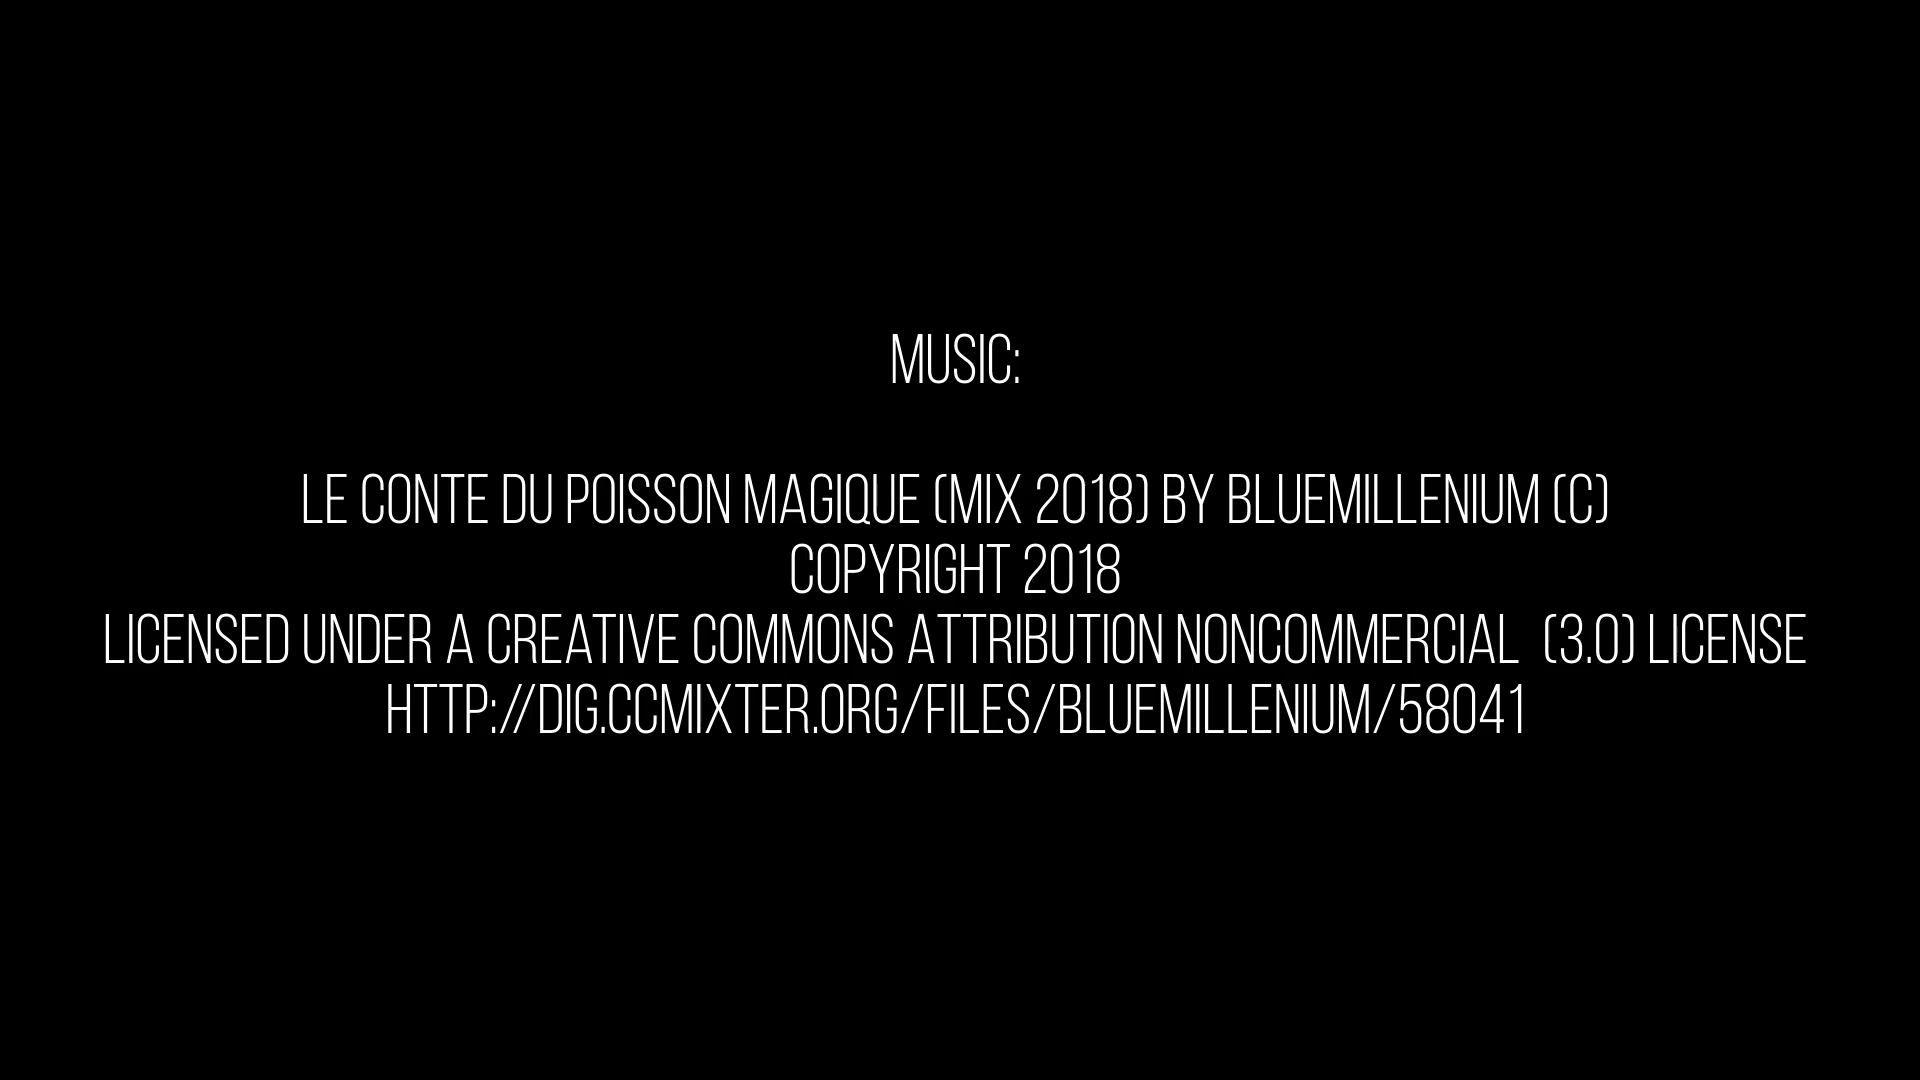 MUSIC:
LE CONTE DU POISSON MAGIQUE (MIX 2018) BY BLUEMILLENIUM (C)
COPYRIGHT 2018
LICENSED UNDER A CREATIVE COMMONS ATTRIBUTION NONCOMMERCIAL  (3.0) LICENSE
HTTP://DIG.CCMIXTER.ORG/FILES/BLUEMILLENIUM/58041